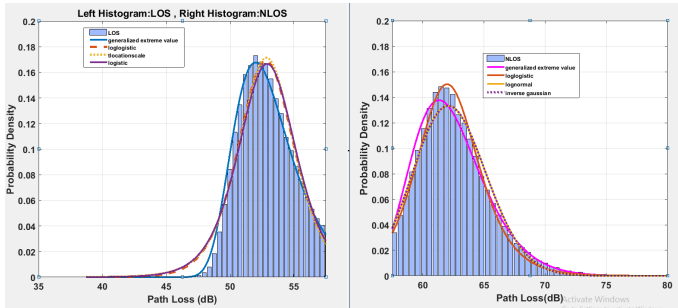 Left Histogram:LOS , Right Histogram:NLOS
0.2
0.18
0.16
0.14
0.12
0.1
0.08
0.06
0.04
0.02
0
Probability Density
LOS
generalized extreme value
loglogistic
tlocationscale
logistic
35
40
45
50
55
Path Loss (dB)
0.2
0.18
0.16
0.14
0.12
0.1
0.08
0.06
0.04
0.02
0
Probability Density
NLOS
generalized extreme value
loglogistic
lognormal
inverse gaussian
60
65
70
75
80
Path Loss(dB)
Activate Windows